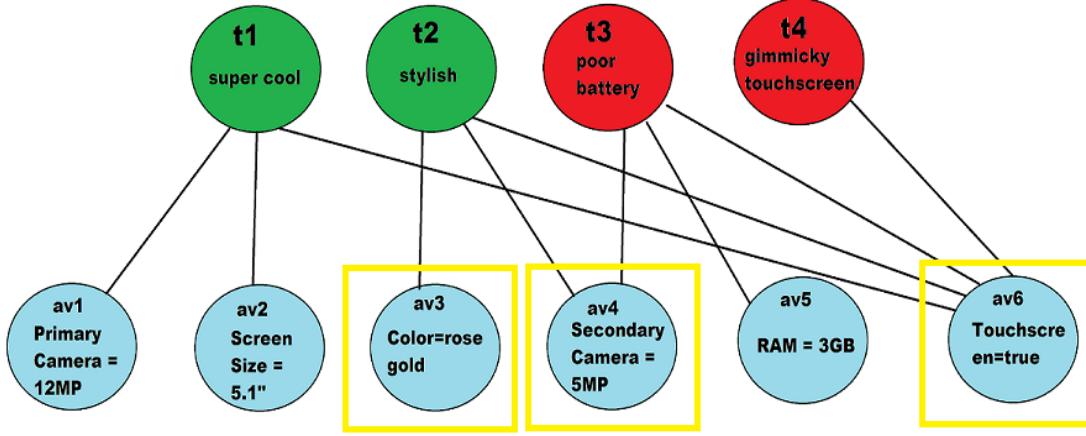 t1
super cool
t2
stylish
t3
poor
battery
t4
gimmicky
touchscreen
av1
Primary
Camera =
12MP
av2
Screen
Size =
5.1"
av3
Color=rose
gold
av4
Secondary
Camera =
5MP
av5
RAM = 3GB
av6
Touchscre
en=true